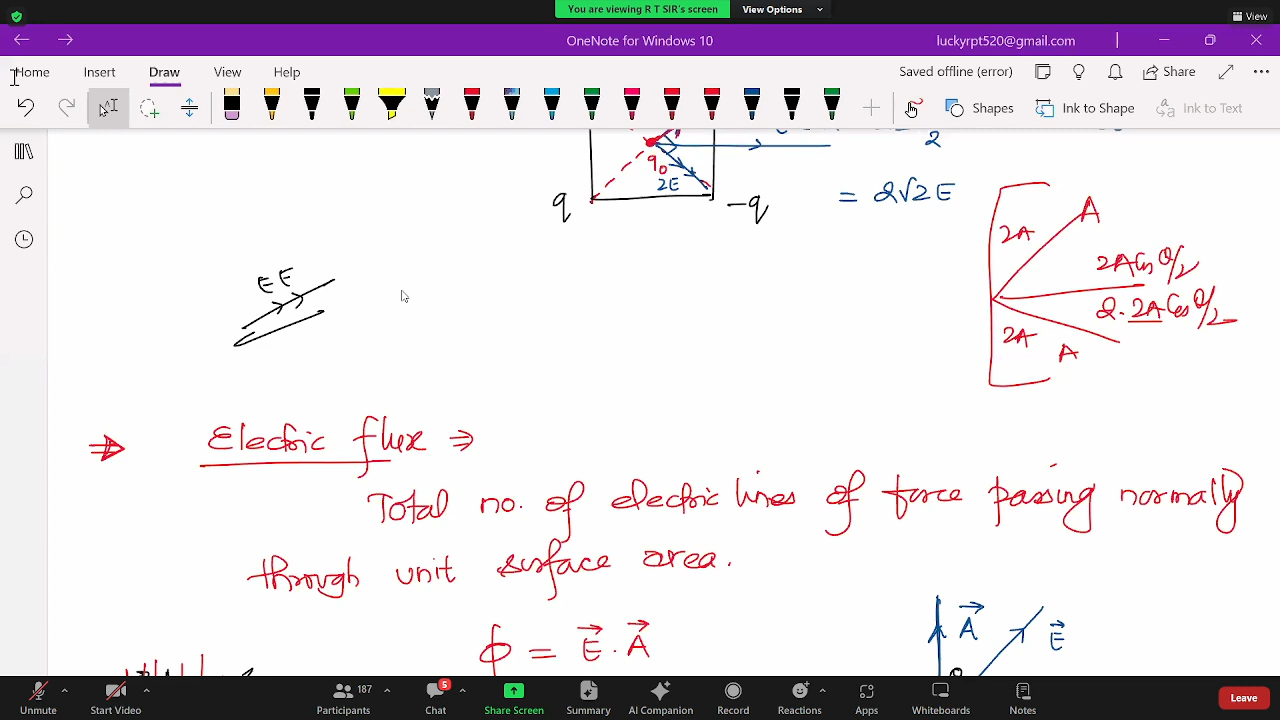 You are viewing R T SIR's screen
View Options
View
OneNote for Windows 10
luckyrpt520@gmail.com
Home
Insert
Draw
View
Help
Saved offline (error)
Share
Shapes
Ink to Shape
Ink to Text
2
q₀
2E
q
-q
= 2√2E
E E
2A
A
2A Cos θ/2
2. 2A Cos θ/2
2A
A
⇒ Electric flux ⇒
Total no. of electric lines of force passing normally
through unit surface area.
ϕ = E⃗ . A⃗
A⃗
E⃗
Unmute
Start Video
187
Participants
5
Chat
Share Screen
Summary
AI Companion
Record
Reactions
Apps
Whiteboards
Notes
Leave